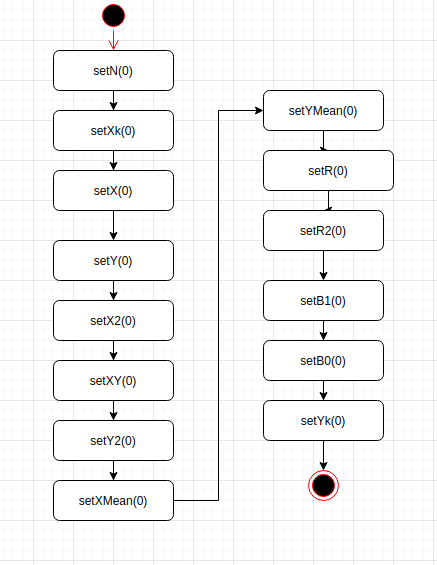 setN(0)
setXk(0)
setX(0)
setY(0)
setX2(0)
setXY(0)
setY2(0)
setXMean(0)
setYMean(0)
setR(0)
setR2(0)
setB1(0)
setB0(0)
setYk(0)